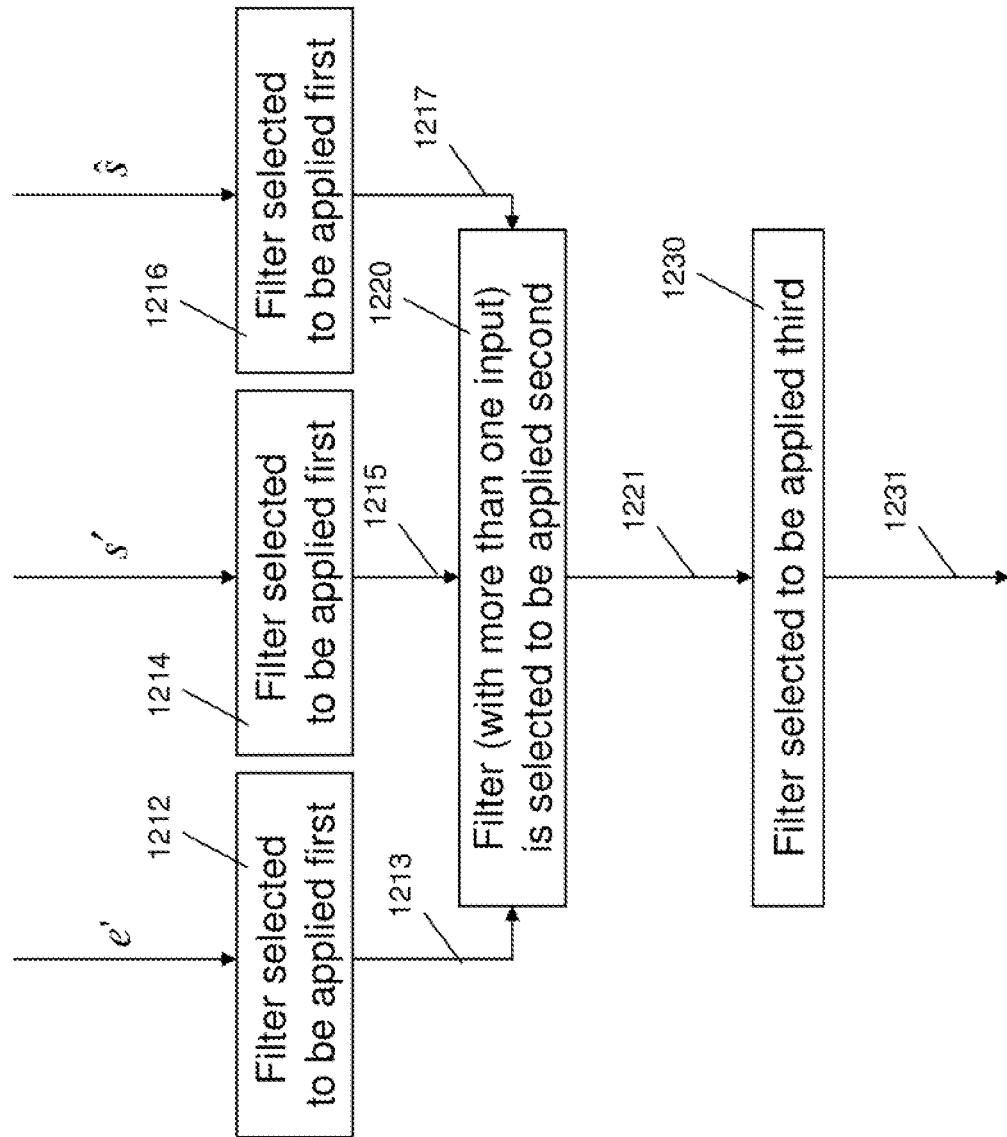 e'
s'
ŝ
1212
Filter selected
to be applied first
1214
Filter selected
to be applied first
1216
Filter selected
to be applied first
1213
1215
1217
1220
Filter (with more than one input)
is selected to be applied second
1221
1230
Filter selected to be applied third
1231